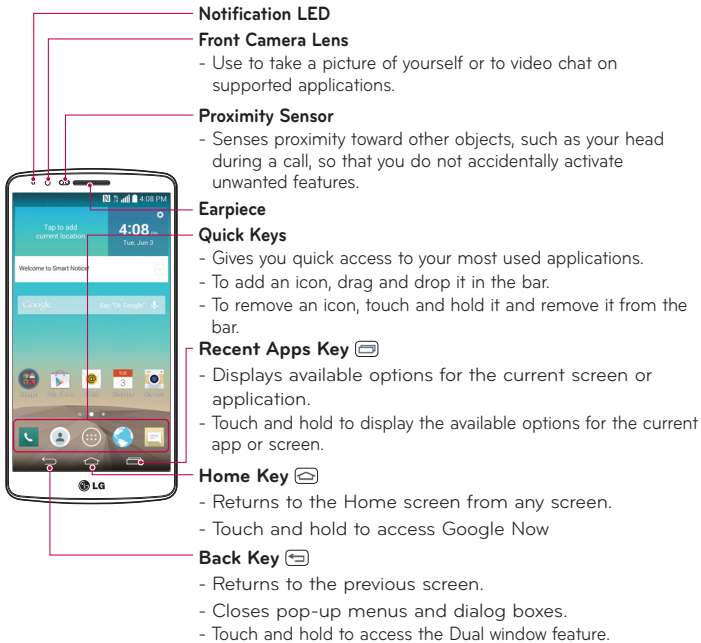 Notification LED
Front Camera Lens
- Use to take a picture of yourself or to video chat on
supported applications.
Proximity Sensor
- Senses proximity toward other objects, such as your head
during a call, so that you do not accidentally activate
unwanted features.
Earpiece
Quick Keys
- Gives you quick access to your most used applications.
- To add an icon, drag and drop it in the bar.
- To remove an icon, touch and hold it and remove it from the
bar.
Recent Apps Key
- Displays available options for the current screen or
application.
- Touch and hold to display the available options for the current
app or screen.
Home Key
- Returns to the Home screen from any screen.
- Touch and hold to access Google Now
Back Key
- Returns to the previous screen.
- Closes pop-up menus and dialog boxes.
- Touch and hold to access the Dual window feature.
4:08 PM
Tap to add
current location
4:08
Tue, Jun 3
Welcome to Smart Notice!
Google
Say "Ok Google"
TUE
3
LG